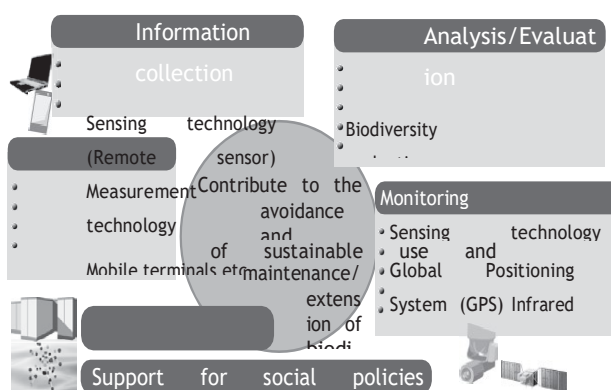 Information
collection
Sensing technology
(Remote sensor)
Measurement
technology
Mobile terminals etc
Analysis/Evaluat
ion
Biodiversity
Contribute to the
avoidance
and
of sustainable
maintenance/
extens
ion of
biodi
Monitoring
Sensing technology
use and
Global Positioning
System (GPS) Infrared
Support for social policies